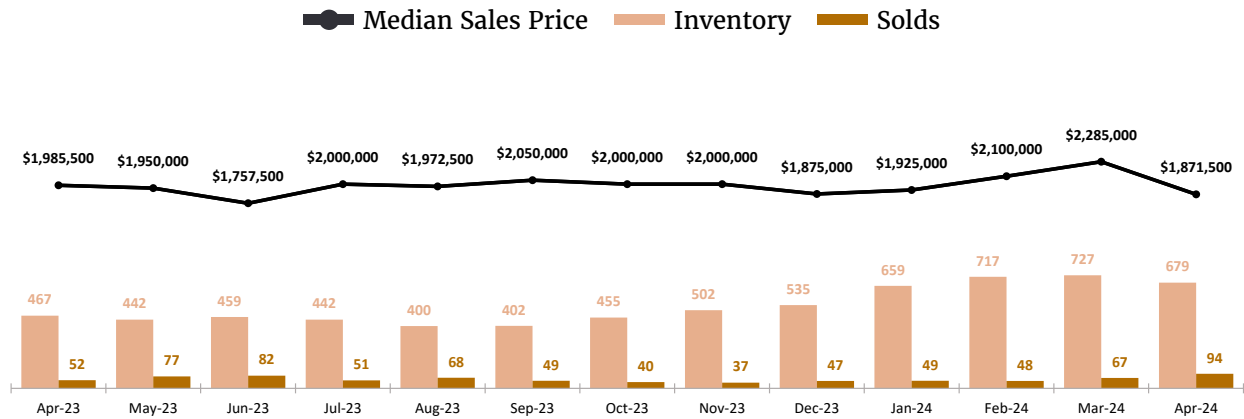 Median Sales Price Inventory Solds
$1,985,500 $1,950,000 $1,757,500 $2,000,000 $1,972,500 $2,050,000 $2,000,000 $2,000,000 $1,875,000 $1,925,000 $2,100,000 $2,285,000 $1,871,500
467 442 459 442 400 402 455 502 535 659 717 727 679
52 77 82 51 68 49 40 37 47 49 48 67 94
Apr-23 May-23 Jun-23 Jul-23 Aug-23 Sep-23 Oct-23 Nov-23 Dec-23 Jan-24 Feb-24 Mar-24 Apr-24